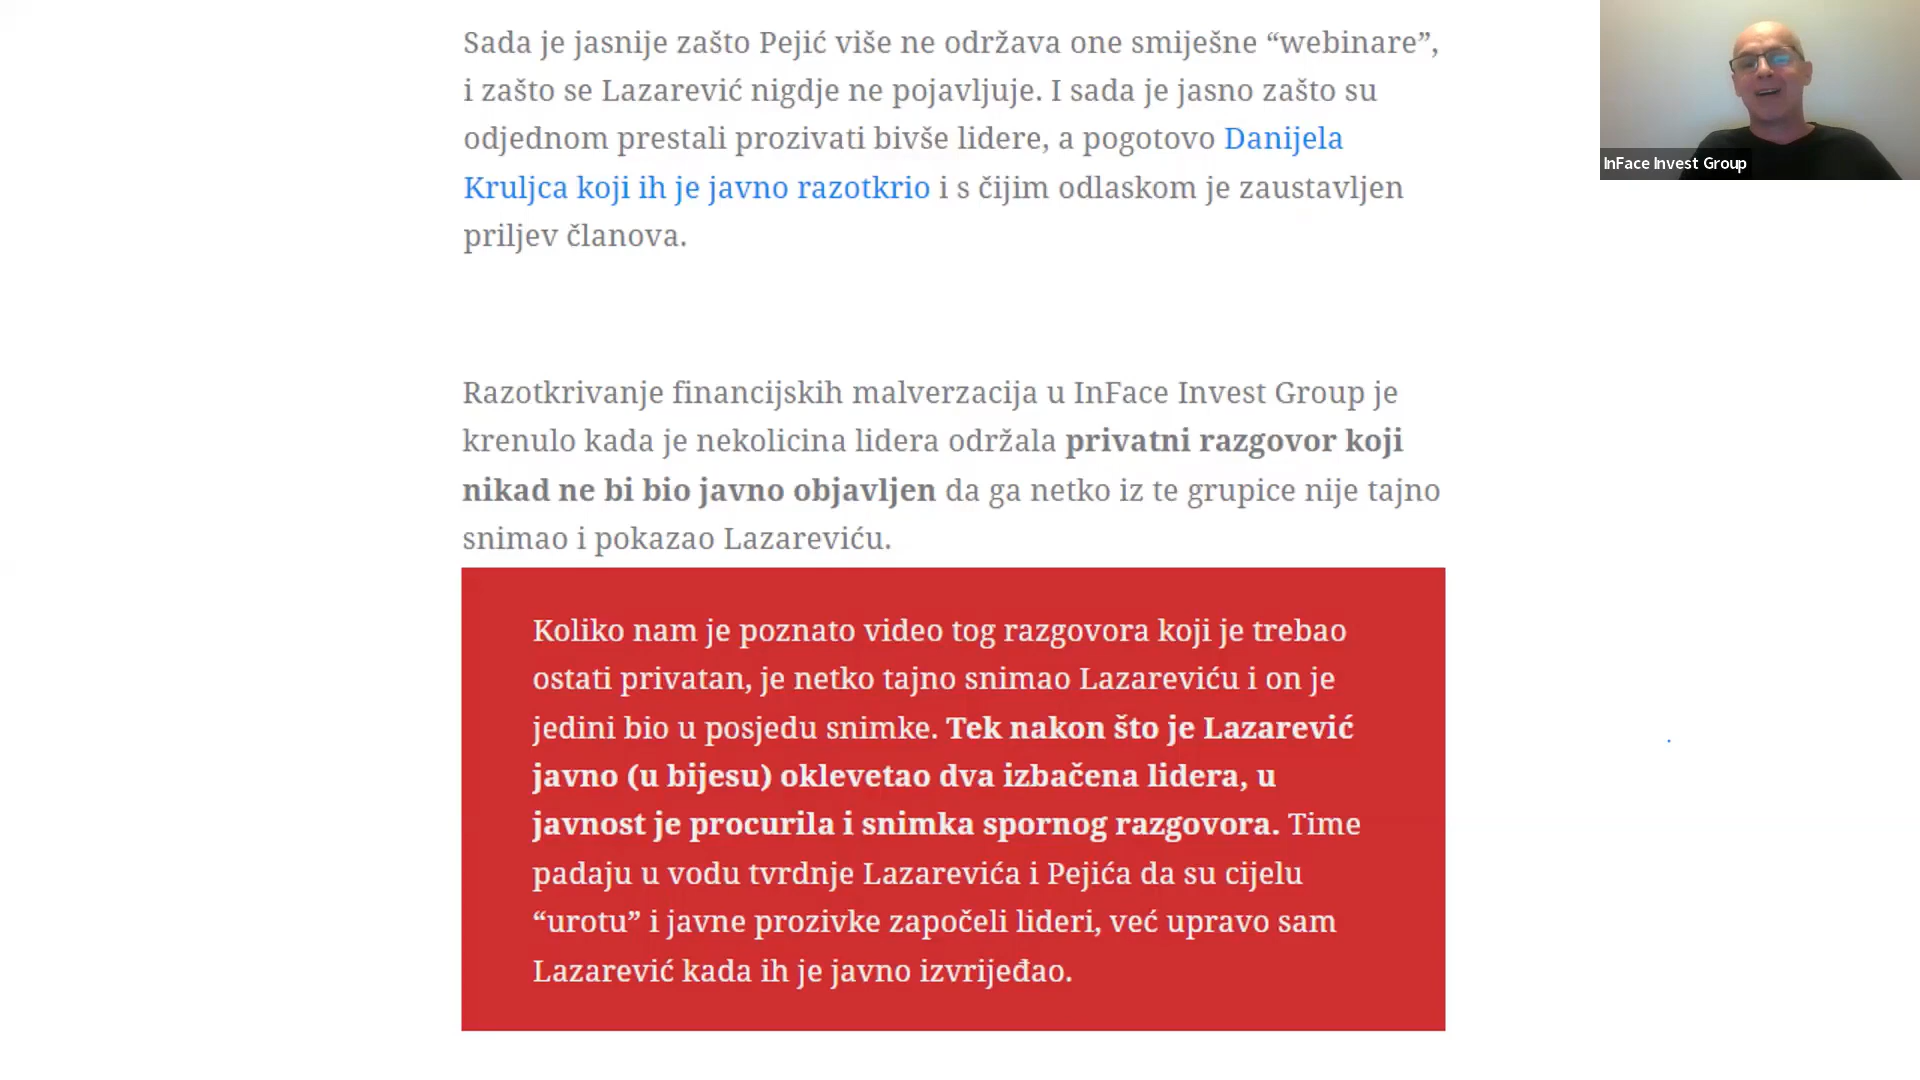 Sada je jasnije zašto Pejić više ne održava one smiješne “webinare”,
i zašto se Lazarević nigdje ne pojavljuje. I sada je jasno zašto su
odjednom prestali prozivati bivše lidere, a pogotovo Danijela
Kruljca koji ih je javno razotkrio i s čijim odlaskom je zaustavljen
priljev članova.
InFace Invest Group
Razotkrivanje financijskih malverzacija u InFace Invest Group je
krenulo kada je nekolicina lidera održala privatni razgovor koji
nikad ne bi bio javno objavljen da ga netko iz te grupice nije tajno
snimao i pokazao Lazareviću.
Koliko nam je poznato video tog razgovora koji je trebao
ostati privatan, je netko tajno snimao Lazareviću i on je
jedini bio u posjedu snimke. Tek nakon što je Lazarević
javno (u bijesu) oklevetao dva izbačena lidera, u
javnost je procurila i snimka spornog razgovora. Time
padaju u vodu tvrdnje Lazarevića i Pejića da su cijelu
“urotu” i javne prozivke započeli lideri, već upravo sam
Lazarević kada ih je javno izvrijeđao.